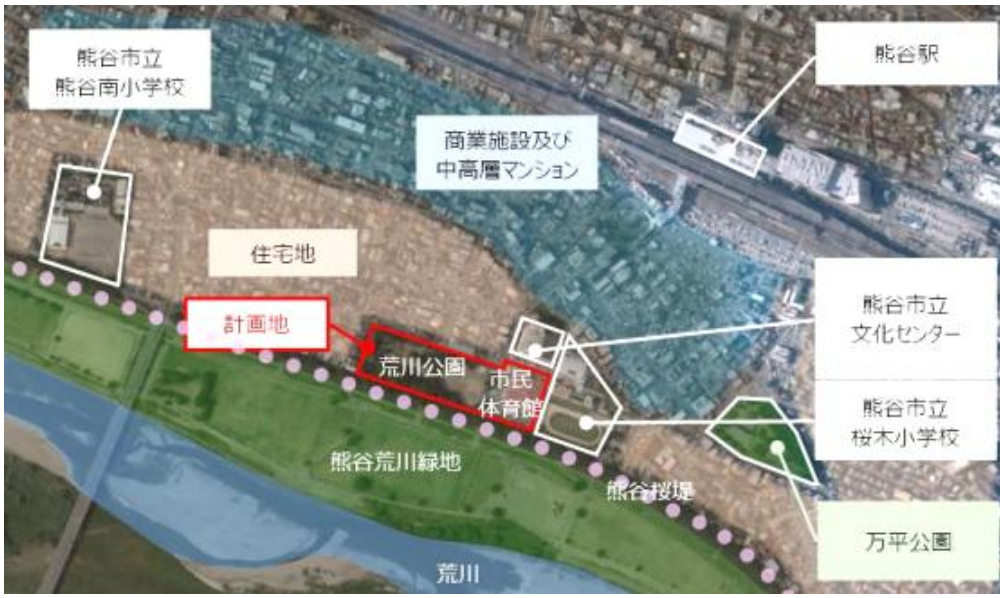 熊谷市立
熊谷南小学校
熊谷駅
商業施設及び
中高層マンション
住宅地
計画地
熊谷市立
文化センター
荒川公園
市民
体育館
熊谷市立
桜木小学校
熊谷荒川緑地
熊谷桜堤
万平公園
荒川